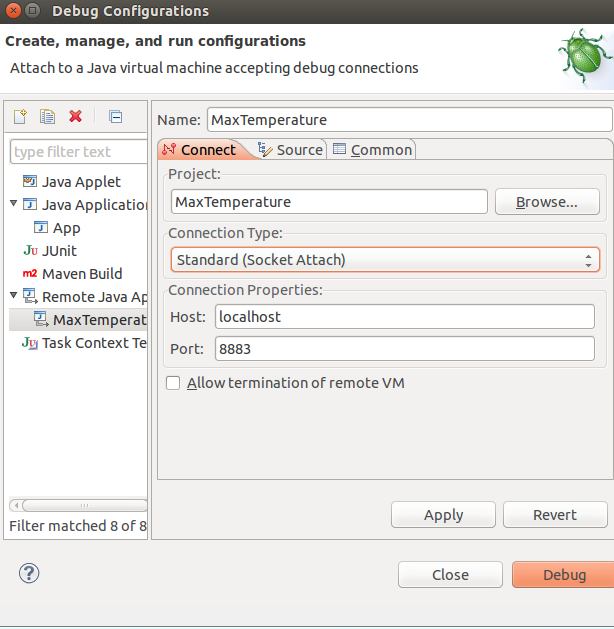 Debug Configurations
Create, manage, and run configurations
Attach to a Java virtual machine accepting debug connections
type filter text
Java Applet
Java Application
App
JUnit
Maven Build
Remote Java Ap
MaxTemperat
Task Context Te
Filter matched 8 of 8
Name: MaxTemperature
Connect Source Common
Project:
MaxTemperature Browse...
Connection Type:
Standard (Socket Attach)
Connection Properties:
Host: localhost
Port: 8883
Allow termination of remote VM
Apply Revert
? Close Debug